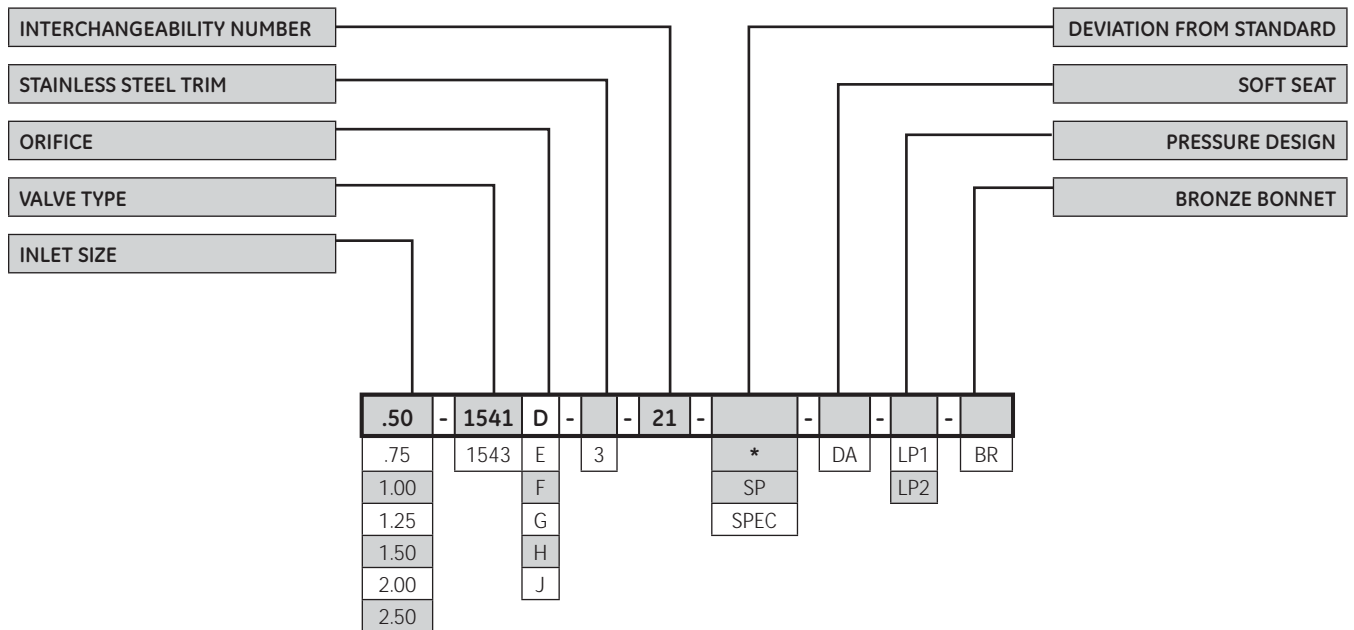 INTERCHANGEABILITY NUMBER
DEVIATION FROM STANDARD
STAINLESS STEEL TRIM
SOFT SEAT
ORIFICE
PRESSURE DESIGN
VALVE TYPE
BRONZE BONNET
INLET SIZE
.50 - 1541 D - - 21 - - - -
.75 1543 E 3 * DA LP1 BR
1.00 F SP LP2
1.25 G SPEC
1.50 H
2.00 J
2.50